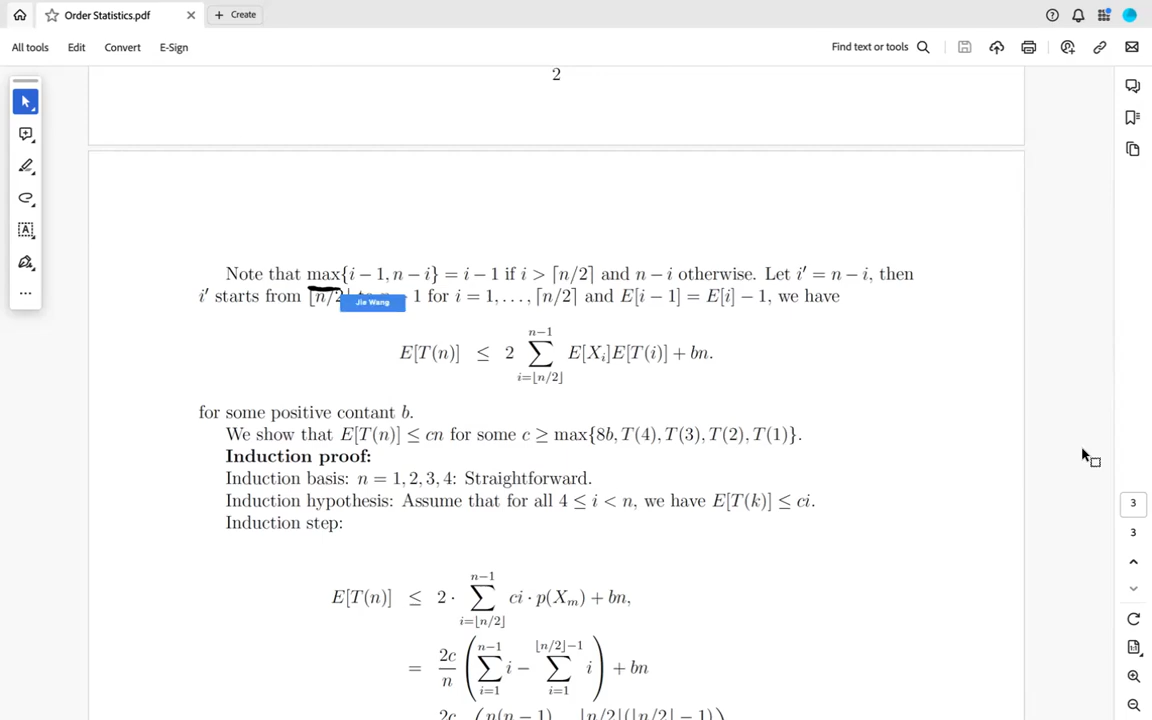 Order Statistics.pdf
Create
All tools
Edit
Convert
E-Sign
Find text or tools
2
Note that max{i − 1, n − i} = i − 1 if i > ⌈n/2⌉ and n − i otherwise. Let i′ = n − i, then
i′ starts from ⌊n/2⌋ to n − 1 for i = 1, . . . , ⌈n/2⌉ and E[i − 1] = E[i] − 1, we have
Jie Wang
E[T(n)] ≤ 2 ∑_{i=⌊n/2⌋}^{n−1} E[X_i]E[T(i)] + bn.
for some positive contant b.
We show that E[T(n)] ≤ cn for some c ≥ max{8b, T(4), T(3), T(2), T(1)}.
Induction proof:
Induction basis: n = 1, 2, 3, 4: Straightforward.
Induction hypothesis: Assume that for all 4 ≤ i < n, we have E[T(k)] ≤ ci.
Induction step:
E[T(n)] ≤ 2 · ∑_{i=⌊n/2⌋}^{n−1} ci · p(X_m) + bn,
= 2c/n (∑_{i=1}^{n−1} i − ∑_{i=1}^{⌊n/2⌋−1} i) + bn
3
3